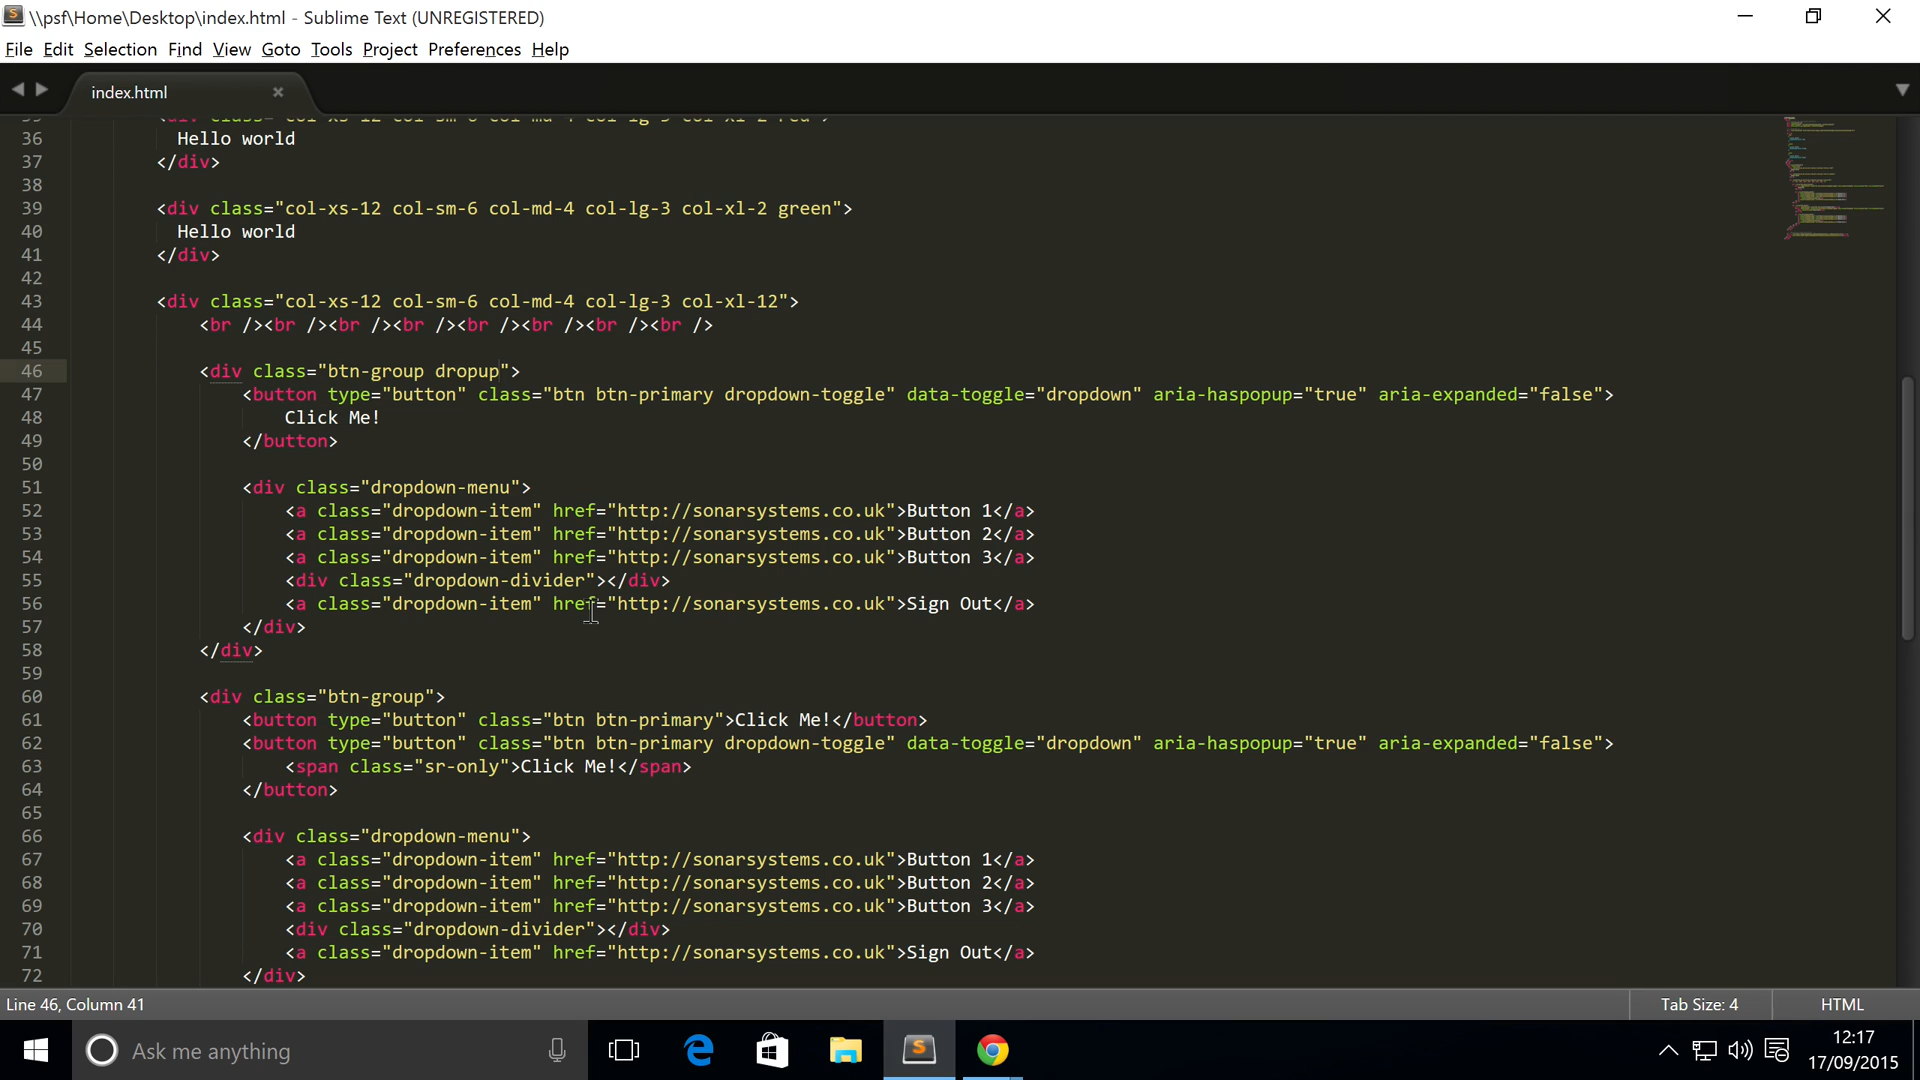 \\psf\Home\Desktop\index.html - Sublime Text (UNREGISTERED)
File Edit Selection Find View Goto Tools Project Preferences Help
index.html
36 Hello world
37 </div>
38
39 <div class="col-xs-12 col-sm-6 col-md-4 col-lg-3 col-xl-2 green">
40 Hello world
41 </div>
42
43 <div class="col-xs-12 col-sm-6 col-md-4 col-lg-3 col-xl-12">
44 <br /><br /><br /><br /><br /><br /><br /><br />
45
46 <div class="btn-group dropup">
47 <button type="button" class="btn btn-primary dropdown-toggle" data-toggle="dropdown" aria-haspopup="true" aria-expanded="false">
48 Click Me!
49 </button>
50
51 <div class="dropdown-menu">
52 <a class="dropdown-item" href="http://sonarsystems.co.uk">Button 1</a>
53 <a class="dropdown-item" href="http://sonarsystems.co.uk">Button 2</a>
54 <a class="dropdown-item" href="http://sonarsystems.co.uk">Button 3</a>
55 <div class="dropdown-divider"></div>
56 <a class="dropdown-item" href="http://sonarsystems.co.uk">Sign Out</a>
57 </div>
58 </div>
59
60 <div class="btn-group">
61 <button type="button" class="btn btn-primary">Click Me!</button>
62 <button type="button" class="btn btn-primary dropdown-toggle" data-toggle="dropdown" aria-haspopup="true" aria-expanded="false">
63 <span class="sr-only">Click Me!</span>
64 </button>
65
66 <div class="dropdown-menu">
67 <a class="dropdown-item" href="http://sonarsystems.co.uk">Button 1</a>
68 <a class="dropdown-item" href="http://sonarsystems.co.uk">Button 2</a>
69 <a class="dropdown-item" href="http://sonarsystems.co.uk">Button 3</a>
70 <div class="dropdown-divider"></div>
71 <a class="dropdown-item" href="http://sonarsystems.co.uk">Sign Out</a>
72 </div>
Line 46, Column 41
Tab Size: 4
HTML
Ask me anything
12:17
17/09/2015